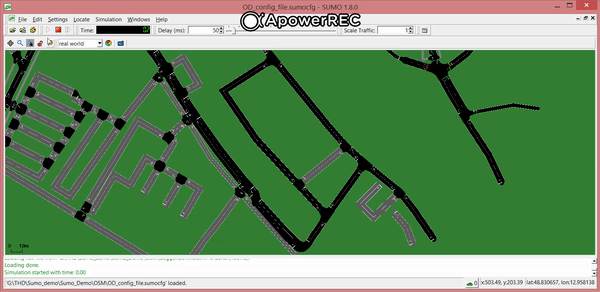 OD_config_file.sumocfg - SUMO 1.8.0
ApowerREC
File Edit Settings Locate Simulation Windows Help
Time: Delay (ms): 50 Scale Traffic: 1
real world
0 10m
Loading done.
Simulation started with time: 0.00
'G:\THD\Sumo_demo\Sumo_Demo\OSM\OD_config_file.sumocfg' loaded.
x:503.49, y:203.39
lat:48.830657, lon:12.958138